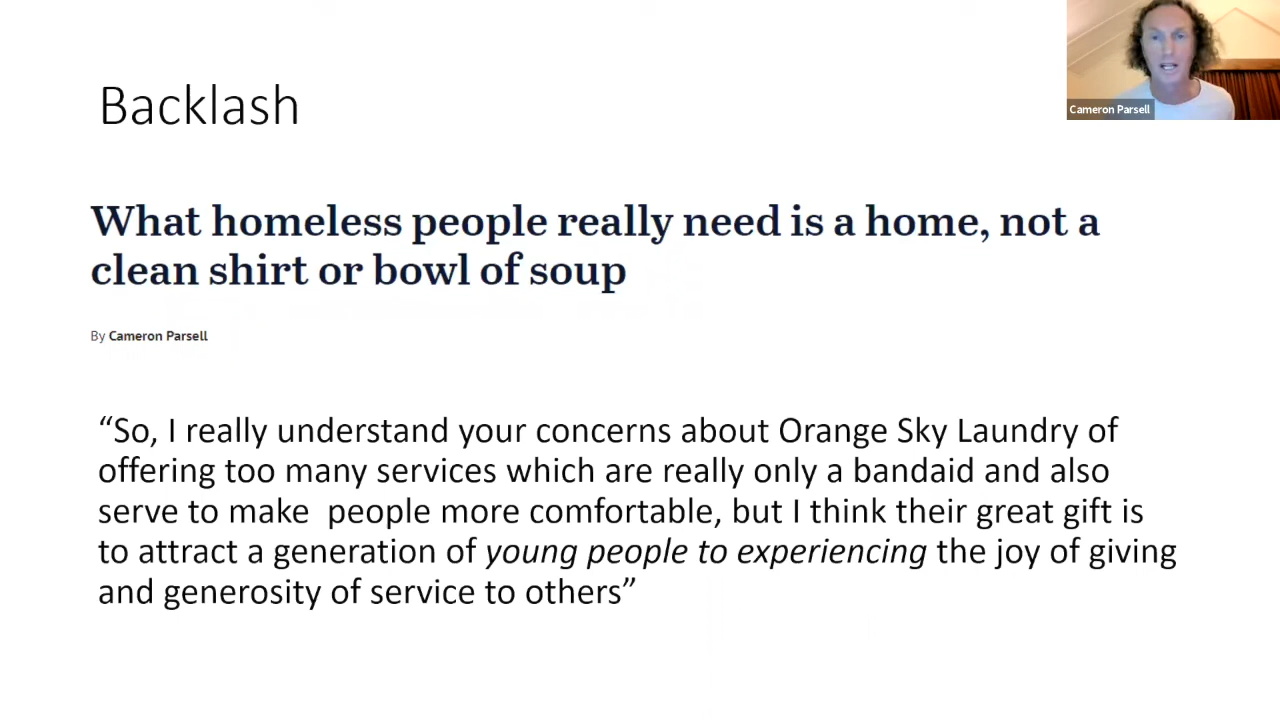 Cameron Parsell
Backlash
What homeless people really need is a home, not a
clean shirt or bowl of soup
By Cameron Parsell
“So, I really understand your concerns about Orange Sky Laundry of
offering too many services which are really only a bandaid and also
serve to make  people more comfortable, but I think their great gift is
to attract a generation of young people to experiencing the joy of giving
and generosity of service to others”